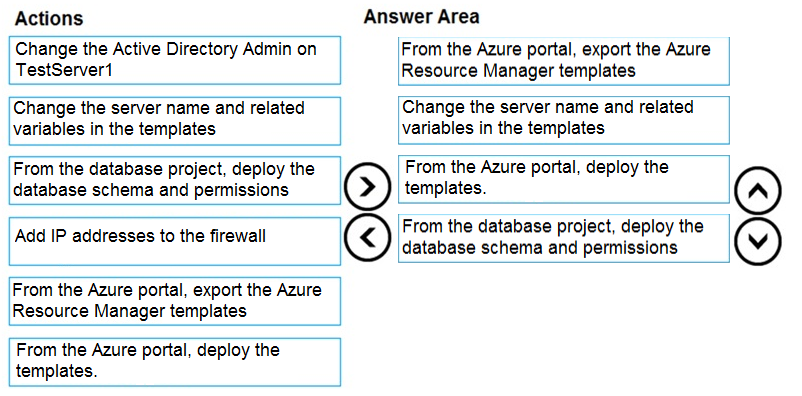 Actions
Change the Active Directory Admin on
TestServer1
Change the server name and related
variables in the templates
From the database project, deploy the
database schema and permissions
Add IP addresses to the firewall
From the Azure portal, export the Azure
Resource Manager templates
From the Azure portal, deploy the
templates.
Answer Area
From the Azure portal, export the Azure
Resource Manager templates
Change the server name and related
variables in the templates
From the Azure portal, deploy the
templates.
From the database project, deploy the
database schema and permissions